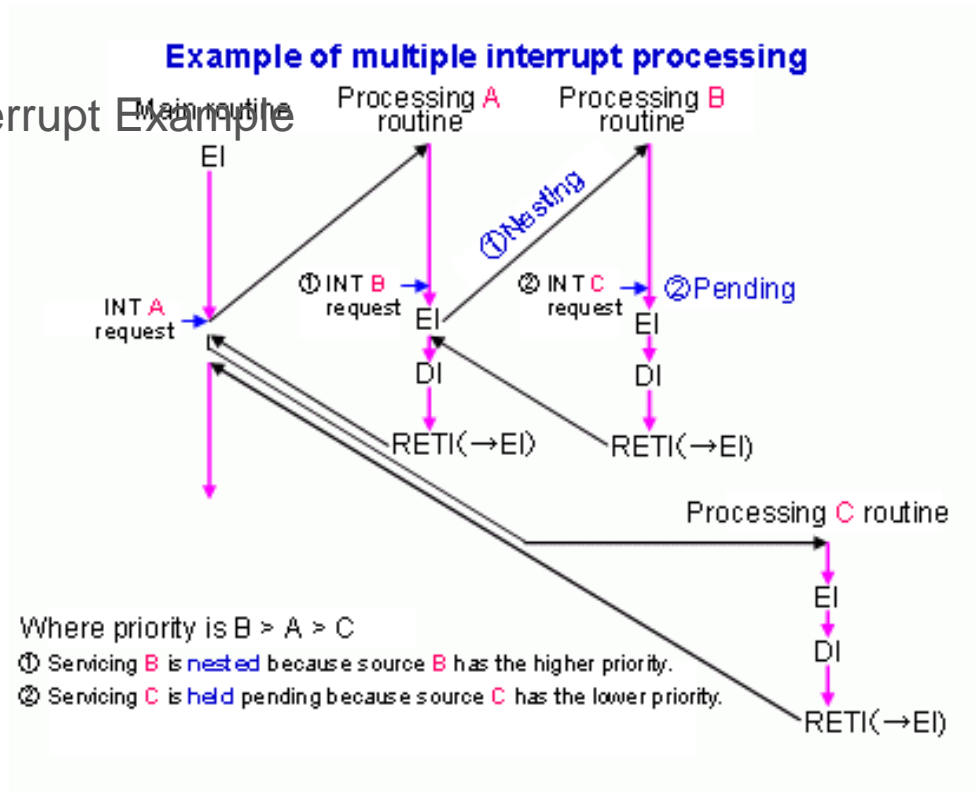 Example of multiple interrupt processing
errupt Example
Main routine
Processing A
routine
Processing B
routine
EI
①Nesting
① INT B
request
② INT C
request
②Pending
INT A
request
EI
EI
DI
DI
RETI(→EI)
RETI(→EI)
Processing C routine
EI
DI
RETI(→EI)
Where priority is B > A > C
① Servicing B is nested because source B has the higher priority.
② Servicing C is held pending because source C has the lower priority.